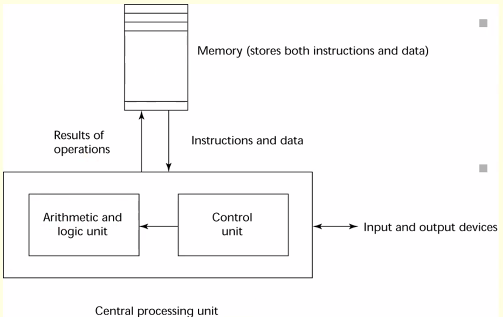 Memory (stores both instructions and data)
Results of
operations
Instructions and data
Arithmetic and
logic unit
Control
unit
Input and output devices
Central processing unit